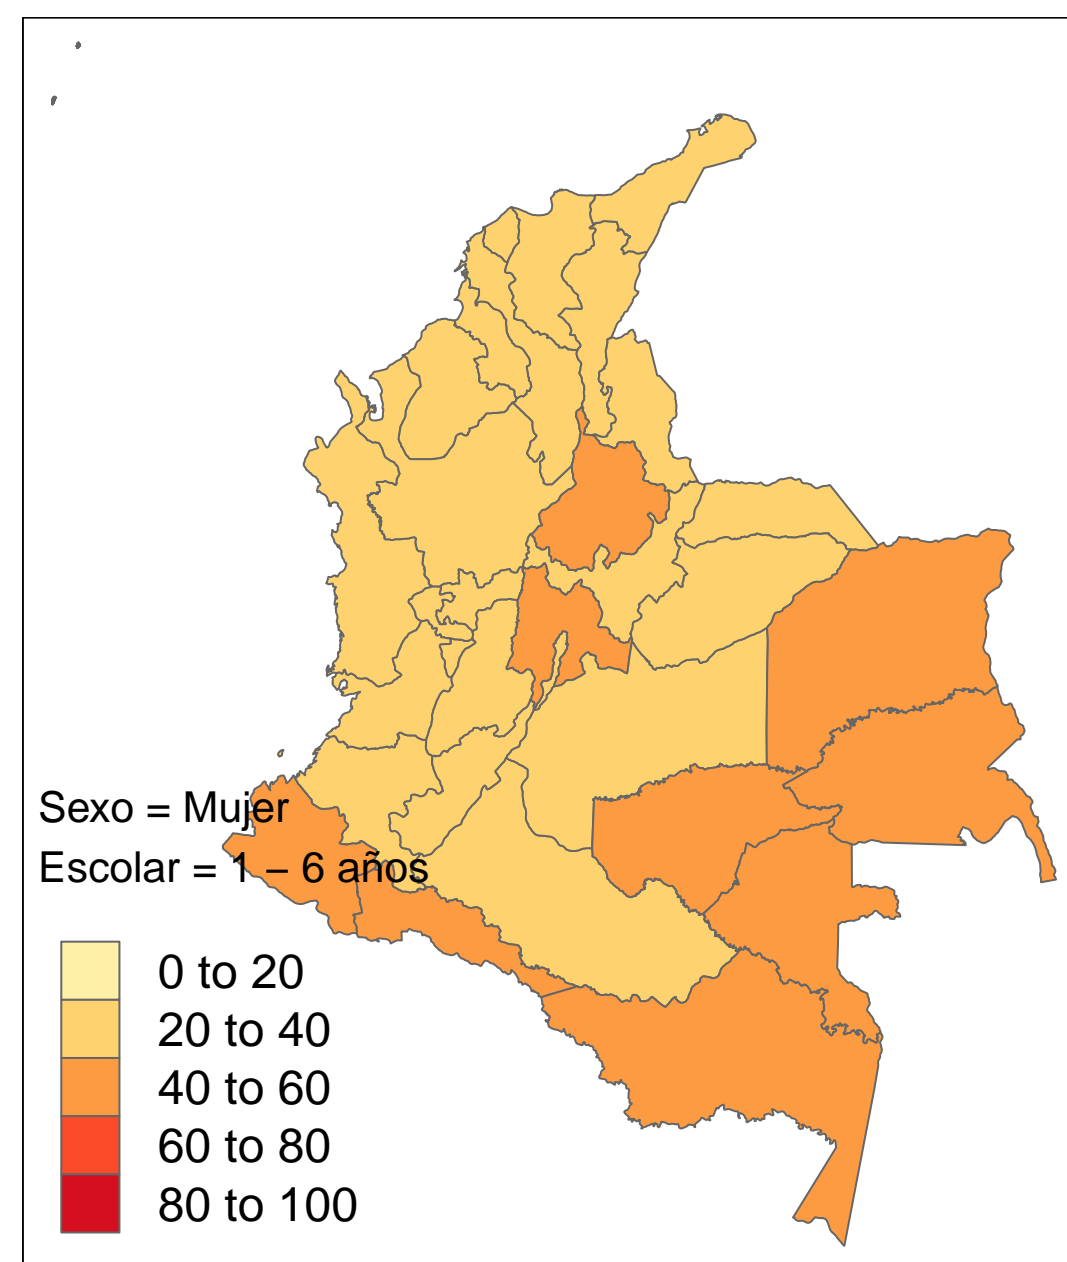 Sexo = Mujer
Escolar = 1 – 6 años
0 to 20
20 to 40
40 to 60
60 to 80
80 to 100